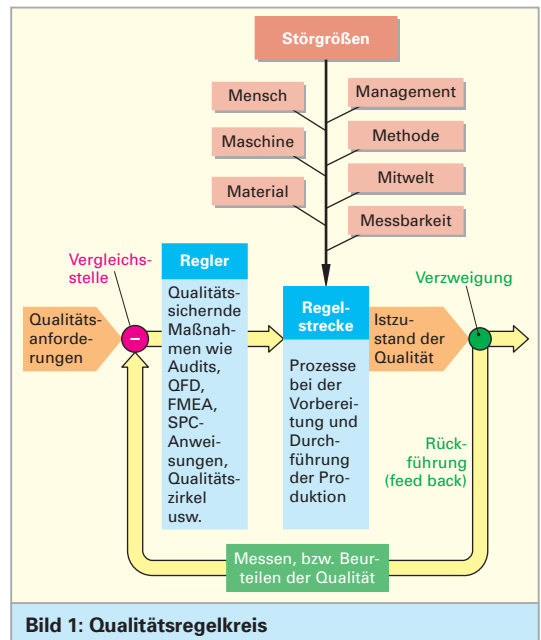 Störgrößen
Mensch
Management
Maschine
Methode
Material
Mitwelt
Messbarkeit
Vergleichs-
stelle
Regler
Qualitäts-
sichernde
Maßnah-
men wie
Audits,
QFD,
FMEA,
SPC-
Anwei-
sungen,
Qualitäts-
zirkel
usw.
Regel-
strecke
Prozesse
bei der
Vorberei-
tung und
Durch-
führung
der Pro-
duktion
Verzweigung
Qualitäts-
anforde-
rungen
–
Istzu-
stand der
Qualität
Rück-
führung
(feed back)
Messen, bzw. Beur-
teilen der Qualität
Bild 1: Qualitätsregelkreis